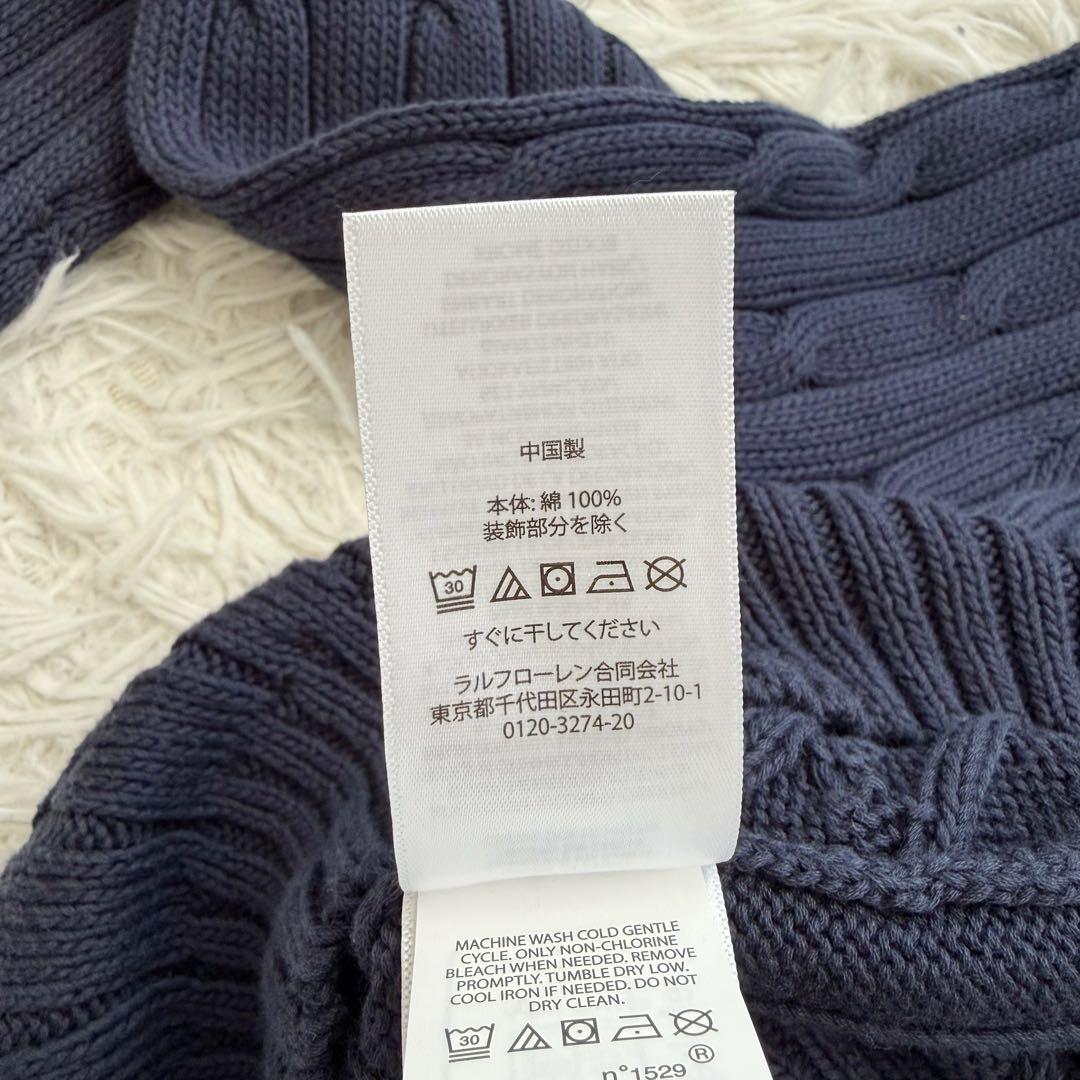 中国製
本体: 綿 100%
装飾部分を除く
30
すぐに干してください
ラルフローレン合同会社
東京都千代田区永田町2-10-1
0120-3274-20
MACHINE WASH COLD GENTLE
CYCLE. ONLY NON-CHLORINE
BLEACH WHEN NEEDED. REMOVE
PROMPTLY. TUMBLE DRY LOW.
COOL IRON IF NEEDED. DO NOT
DRY CLEAN.
30
n°1529 ®